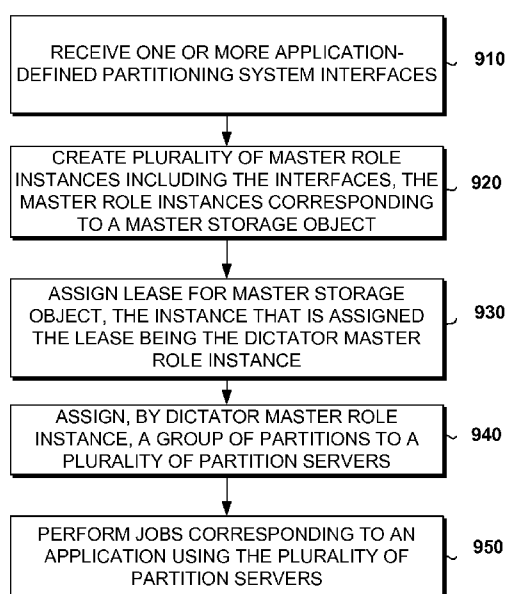 RECEIVE ONE OR MORE APPLICATION-
DEFINED PARTITIONING SYSTEM INTERFACES
910
CREATE PLURALITY OF MASTER ROLE
INSTANCES INCLUDING THE INTERFACES, THE
MASTER ROLE INSTANCES CORRESPONDING
TO A MASTER STORAGE OBJECT
920
ASSIGN LEASE FOR MASTER STORAGE
OBJECT, THE INSTANCE THAT IS ASSIGNED
THE LEASE BEING THE DICTATOR MASTER
ROLE INSTANCE
930
ASSIGN, BY DICTATOR MASTER ROLE
INSTANCE, A GROUP OF PARTITIONS TO A
PLURALITY OF PARTITION SERVERS
940
PERFORM JOBS CORRESPONDING TO AN
APPLICATION USING THE PLURALITY OF
PARTITION SERVERS
950